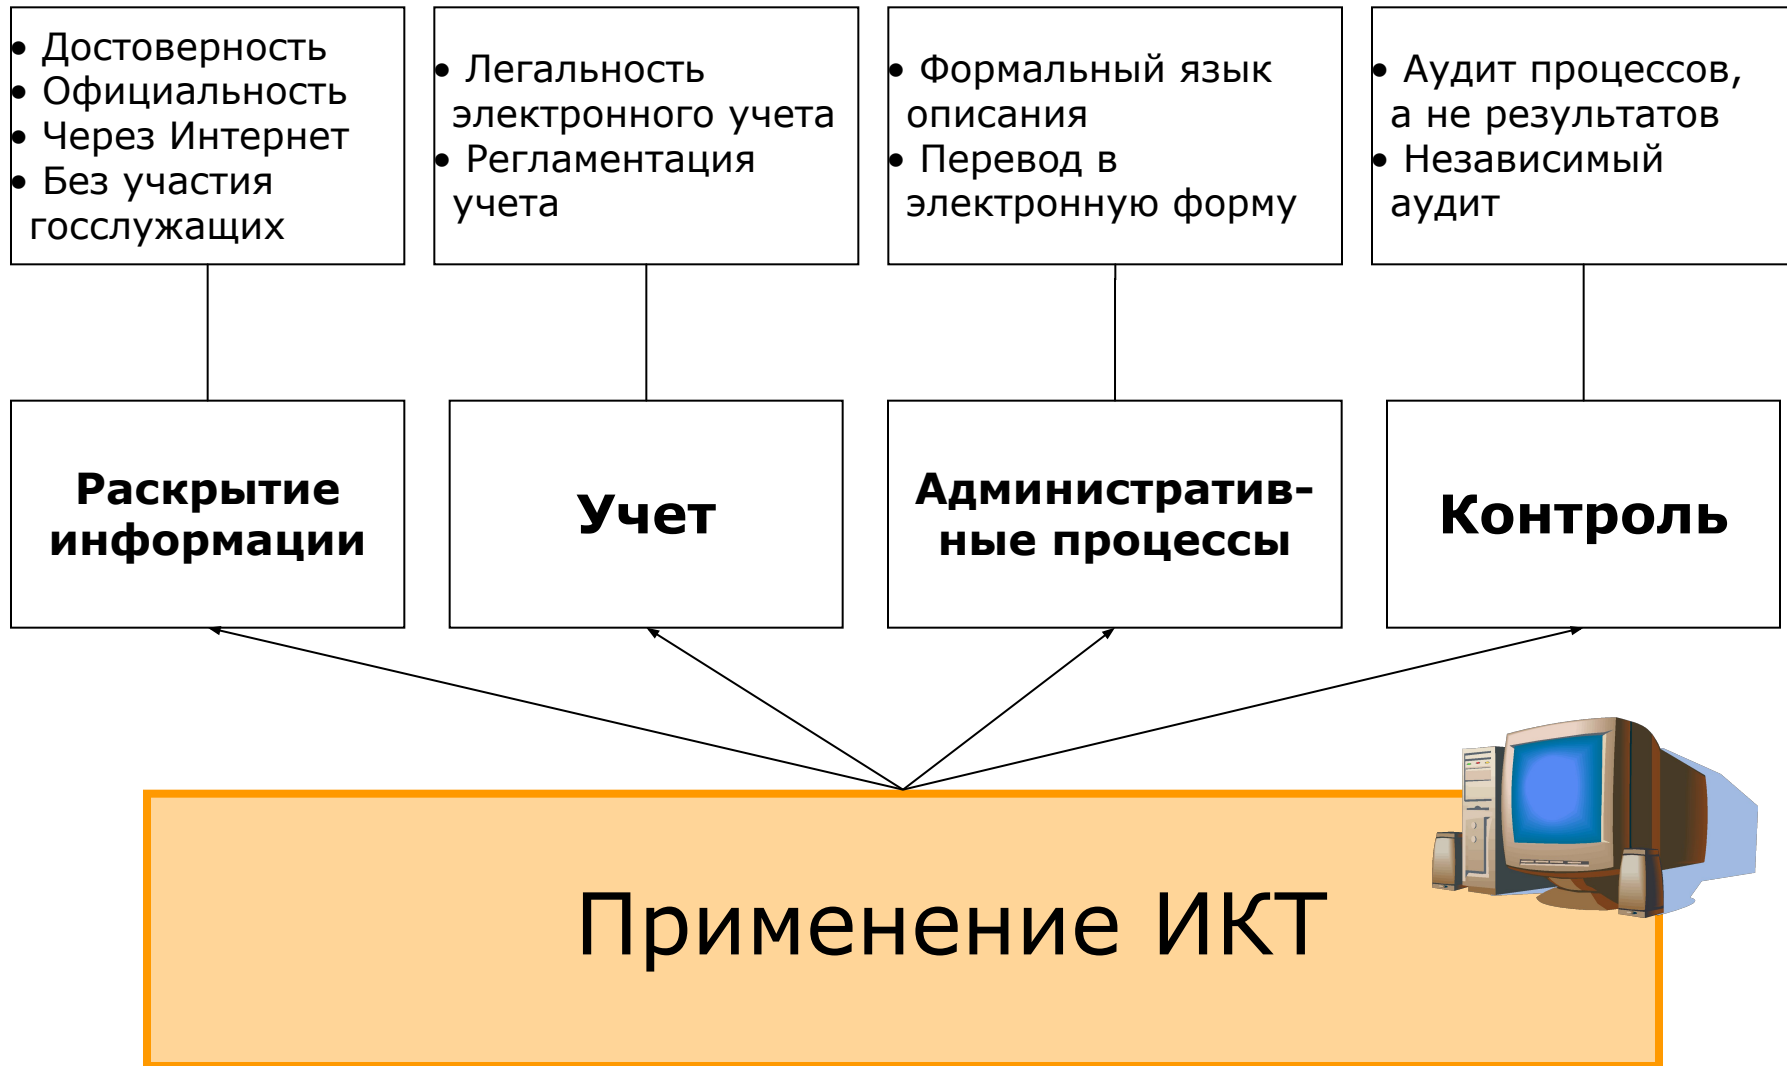 • Достоверность
• Официальность
• Через Интернет
• Без участия
госслужащих
• Легальность
электронного учета
• Регламентация
учета
• Формальный язык
описания
• Перевод в
электронную форму
• Аудит процессов,
а не результатов
• Независимый
аудит
Раскрытие
информации
Учет
Административ-
ные процессы
Контроль
Применение ИКТ